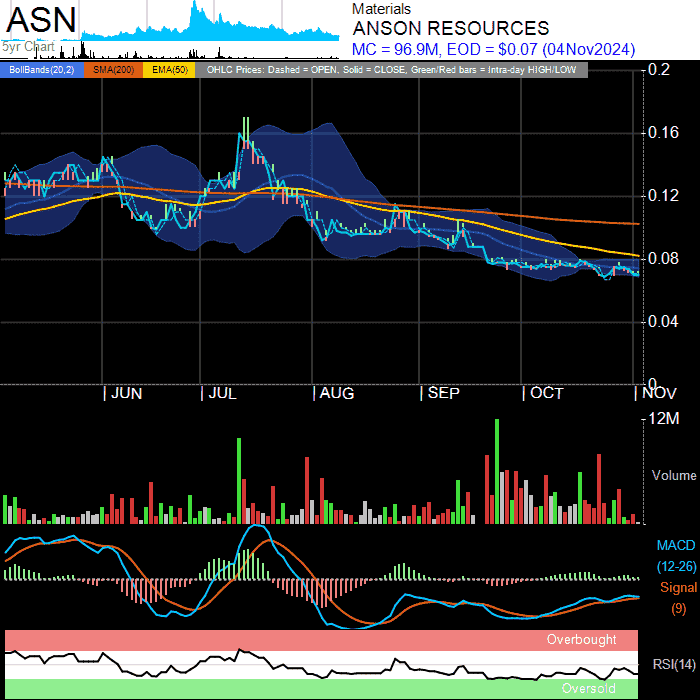 ASN
5yr Chart
Materials
ANSON RESOURCES
MC = 96.9M, EOD = $0.07 (04Nov2024)
BollBands(20,2) SMA(200) EMA(50) OHLC Prices: Dashed = OPEN, Solid = CLOSE, Green/Red bars = Intra-day HIGH/LOW
0.2
0.16
0.12
0.08
0.04
0
JUN JUL AUG SEP OCT NOV
12M
Volume
MACD
(12-26)
Signal
(9)
Overbought
RSI(14)
Oversold